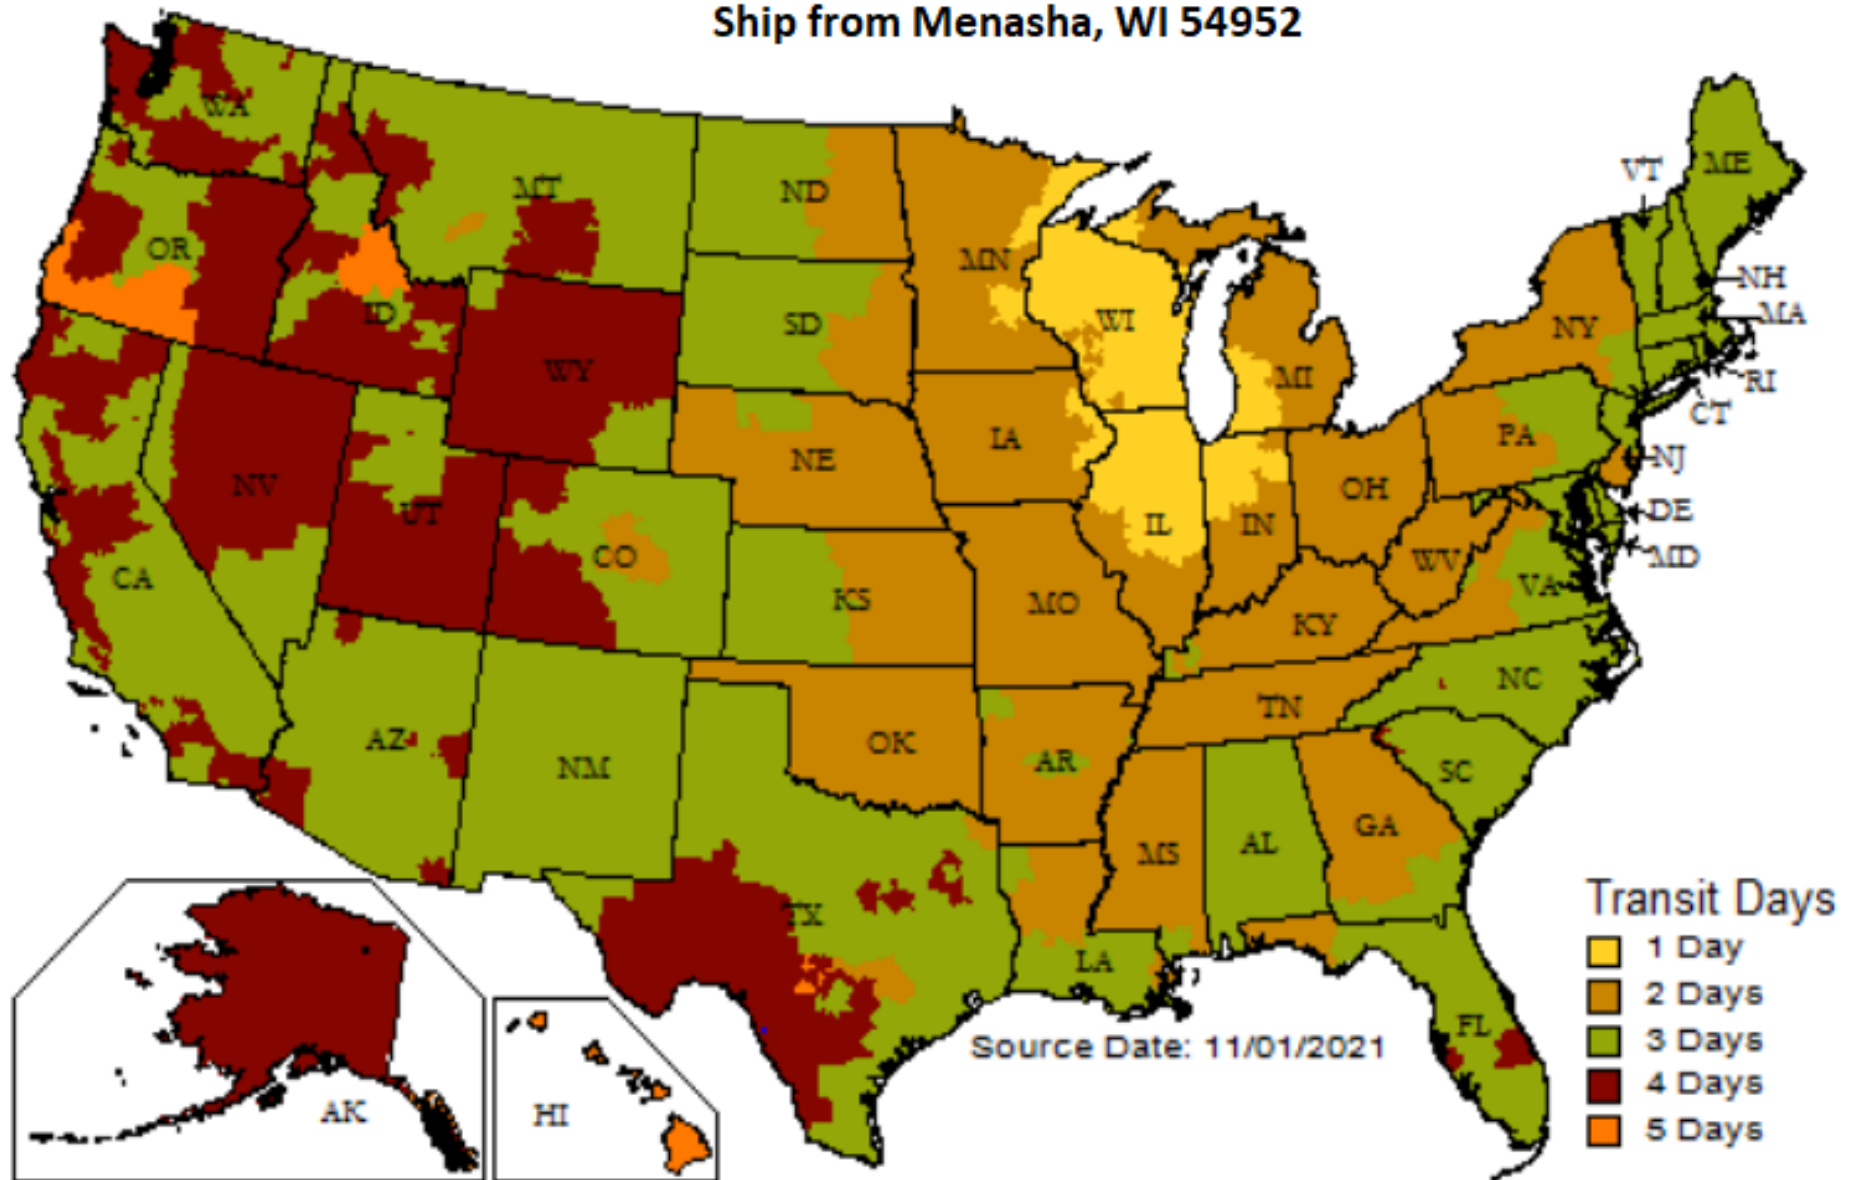 Ship from Menasha, WI 54952
WA
MT
ND
MN
VT
ME
OR
ID
SD
WI
NH
MA
NY
WY
MI
RI
CT
IA
PA
NE
NJ
NV
UT
OH
IL
IN
DE
CO
WV
MD
CA
KS
MO
VA
KY
NC
TN
AZ
NM
OK
AR
SC
GA
AL
MS
TX
LA
FL
AK
HI
Transit Days
1 Day
2 Days
3 Days
4 Days
5 Days
Source Date: 11/01/2021